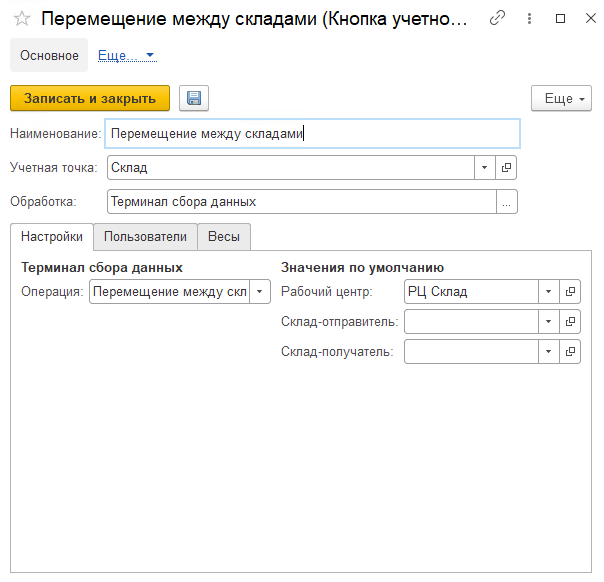 Перемещение между складами (Кнопка учетно...
Основное Еще...
Записать и закрыть Еще
Наименование: Перемещение между складами
Учетная точка: Склад
Обработка: Терминал сбора данных ...
Настройки Пользователи Весы
Терминал сбора данных Значения по умолчанию
Операция: Перемещение между скл Рабочий центр: РЦ Склад
Склад-отправитель:
Склад-получатель: